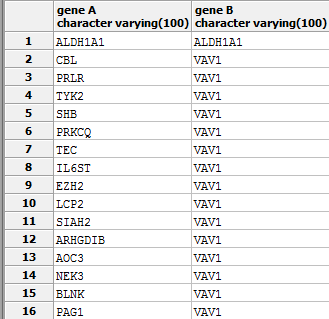 gene A gene B
character varying(100) character varying(100)
1 ALDH1A1 ALDH1A1
2 CBL VAV1
3 PRLR VAV1
4 TYK2 VAV1
5 SHB VAV1
6 PRKCQ VAV1
7 TEC VAV1
8 IL6ST VAV1
9 EZH2 VAV1
10 LCP2 VAV1
11 SIAH2 VAV1
12 ARHGDIB VAV1
13 AOC3 VAV1
14 NEK3 VAV1
15 BLNK VAV1
16 PAG1 VAV1